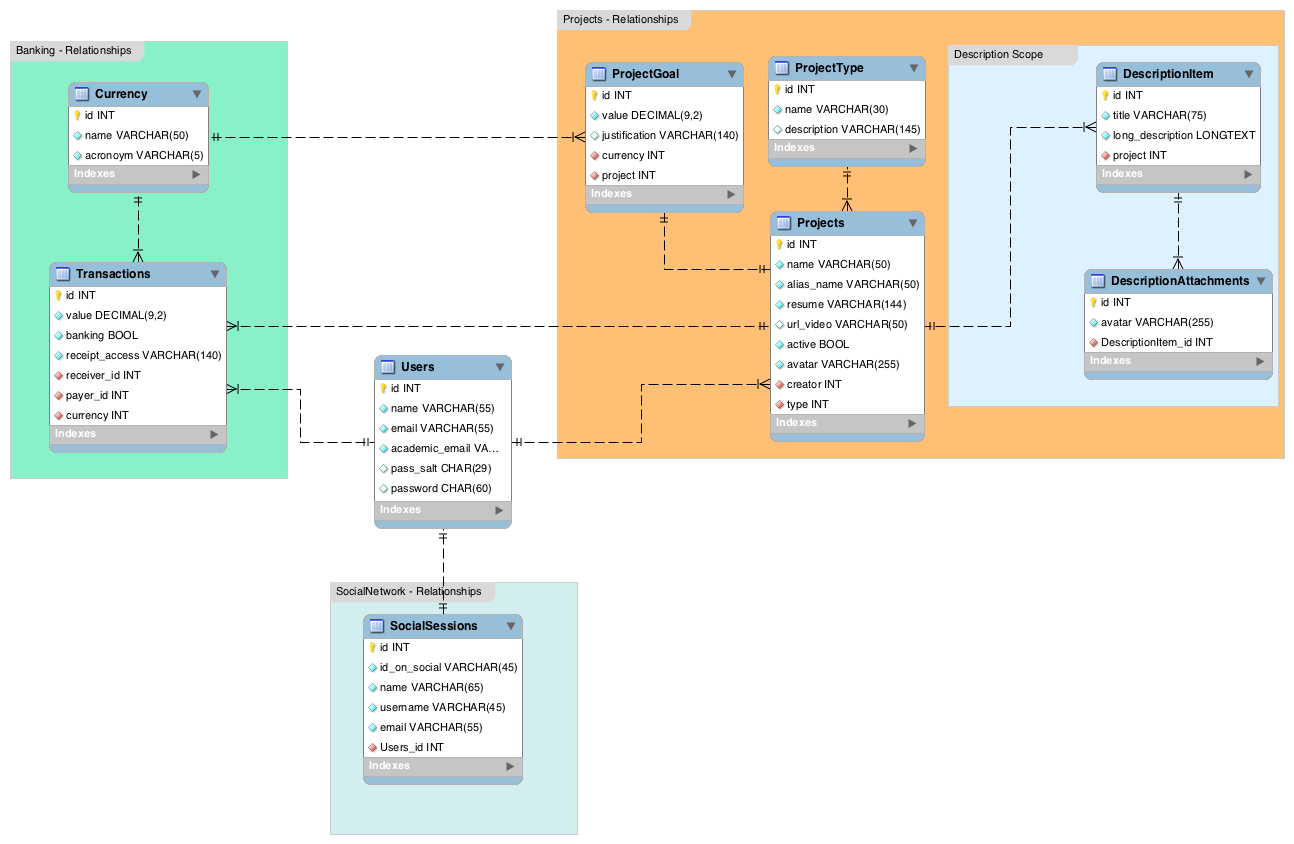 Banking - Relationships
Currency
id INT
name VARCHAR(50)
acronoym VARCHAR(5)
Indexes
Transactions
id INT
value DECIMAL(9,2)
banking BOOL
receipt_access VARCHAR(140)
receiver_id INT
payer_id INT
currency INT
Indexes
Users
id INT
name VARCHAR(55)
email VARCHAR(55)
academic_email VA...
pass_salt CHAR(29)
password CHAR(60)
Indexes
SocialNetwork - Relationships
SocialSessions
id INT
id_on_social VARCHAR(45)
name VARCHAR(65)
username VARCHAR(45)
email VARCHAR(55)
Users_id INT
Indexes
Projects - Relationships
ProjectGoal
id INT
value DECIMAL(9,2)
justification VARCHAR(140)
currency INT
project INT
Indexes
ProjectType
id INT
name VARCHAR(30)
description VARCHAR(145)
Indexes
Projects
id INT
name VARCHAR(50)
alias_name VARCHAR(50)
resume VARCHAR(144)
url_video VARCHAR(50)
active BOOL
avatar VARCHAR(255)
creator INT
type INT
Indexes
Description Scope
DescriptionItem
id INT
title VARCHAR(75)
long_description LONGTEXT
project INT
Indexes
DescriptionAttachments
id INT
avatar VARCHAR(255)
DescriptionItem_id INT
Indexes